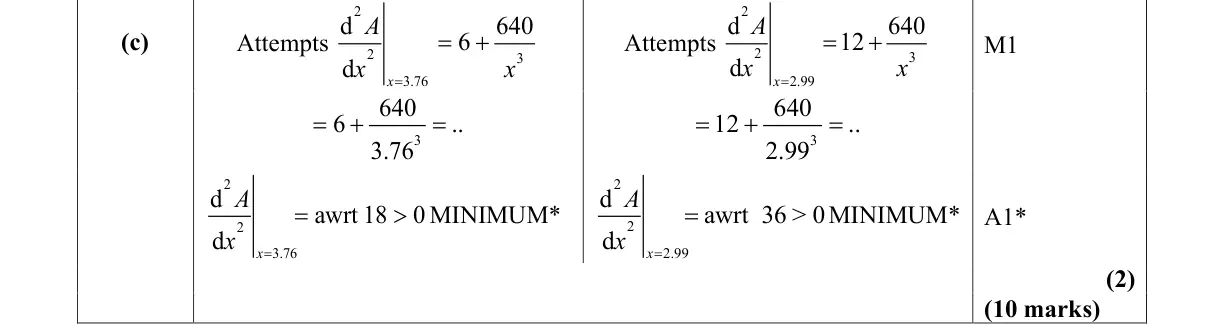 (c) Attempts d²A/dx²|ₓ₌₃.₇₆ = 6 + 640/x³ Attempts d²A/dx²|ₓ₌₂.₉₉ = 12 + 640/x³ M1
= 6 + 640/3.76³ = .. = 12 + 640/2.99³ = ..
d²A/dx²|ₓ₌₃.₇₆ = awrt 18 > 0 MINIMUM* d²A/dx²|ₓ₌₂.₉₉ = awrt 36 > 0 MINIMUM* A1*
(2)
(10 marks)